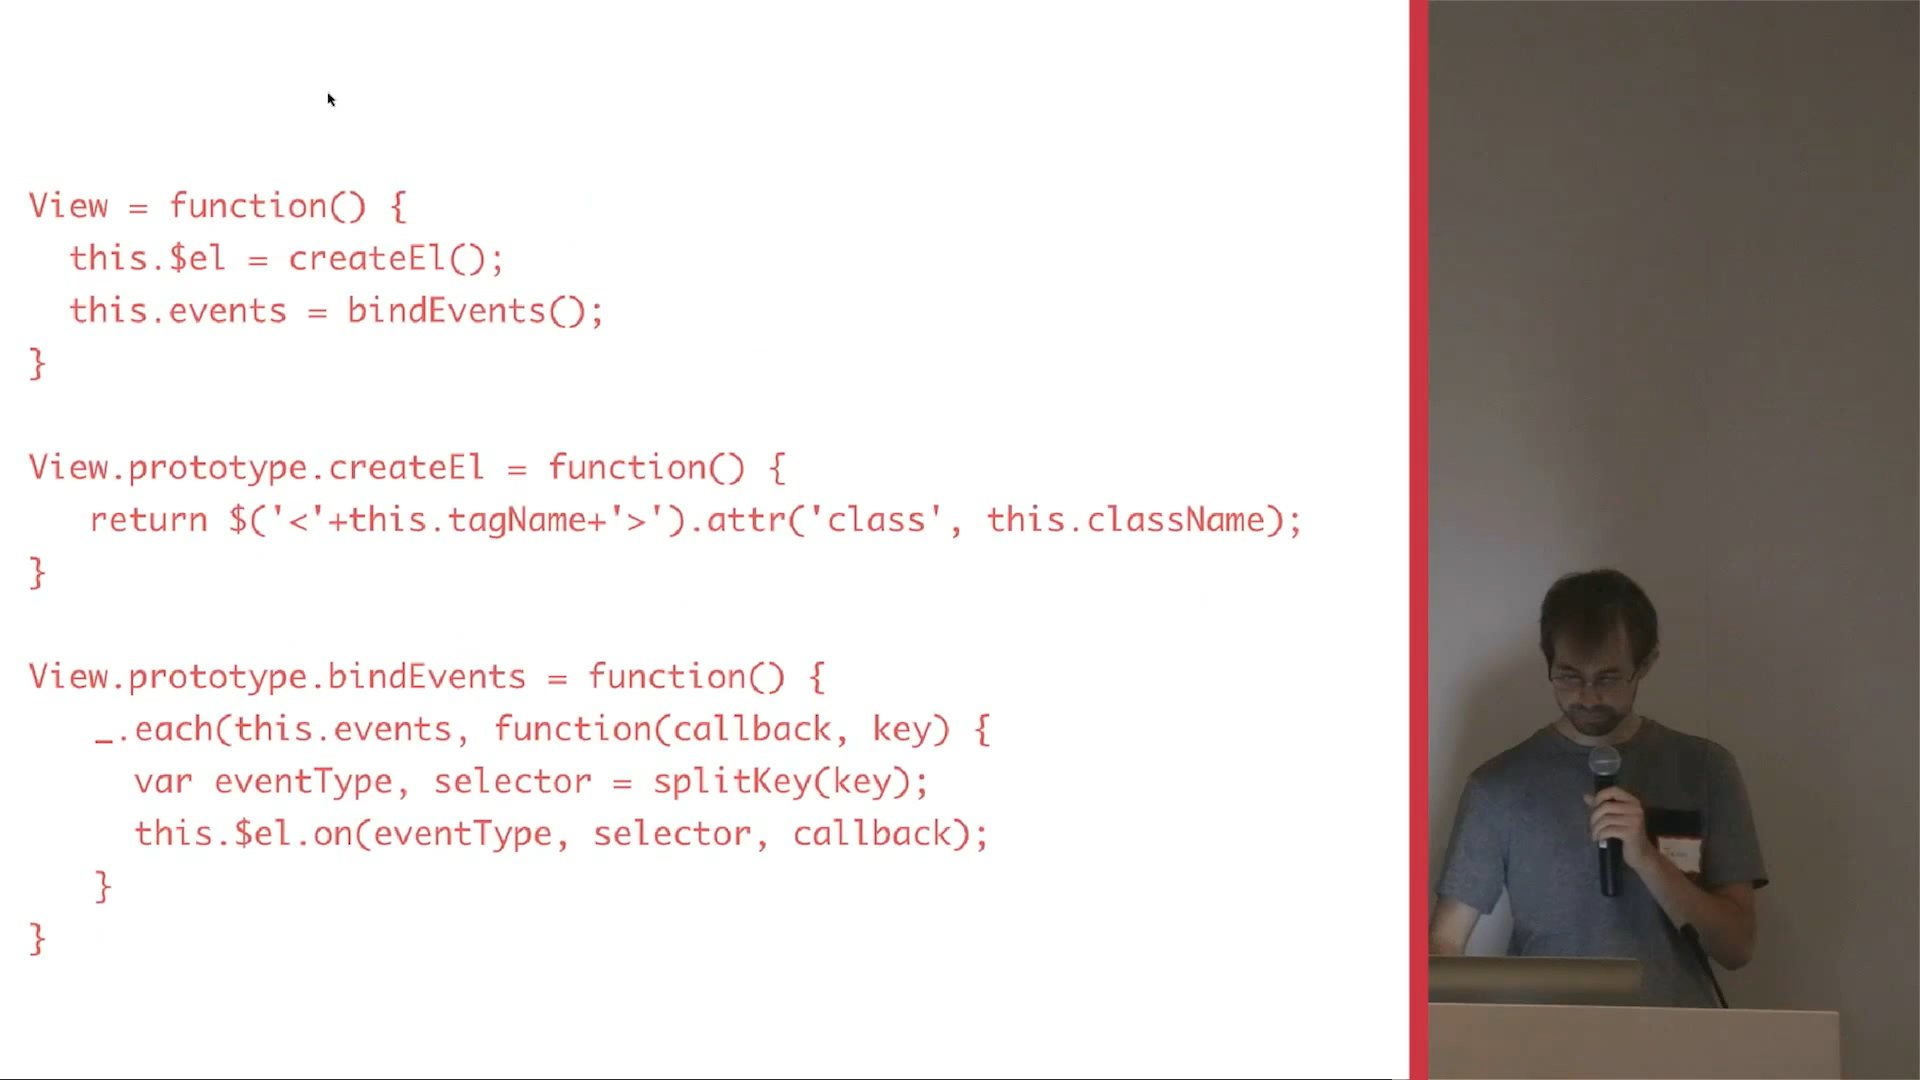 View = function() {
  this.$el = createEl();
  this.events = bindEvents();
}
View.prototype.createEl = function() {
   return $('<'+this.tagName+'>').attr('class', this.className);
}
View.prototype.bindEvents = function() {
   _.each(this.events, function(callback, key) {
     var eventType, selector = splitKey(key);
     this.$el.on(eventType, selector, callback);
   }
}